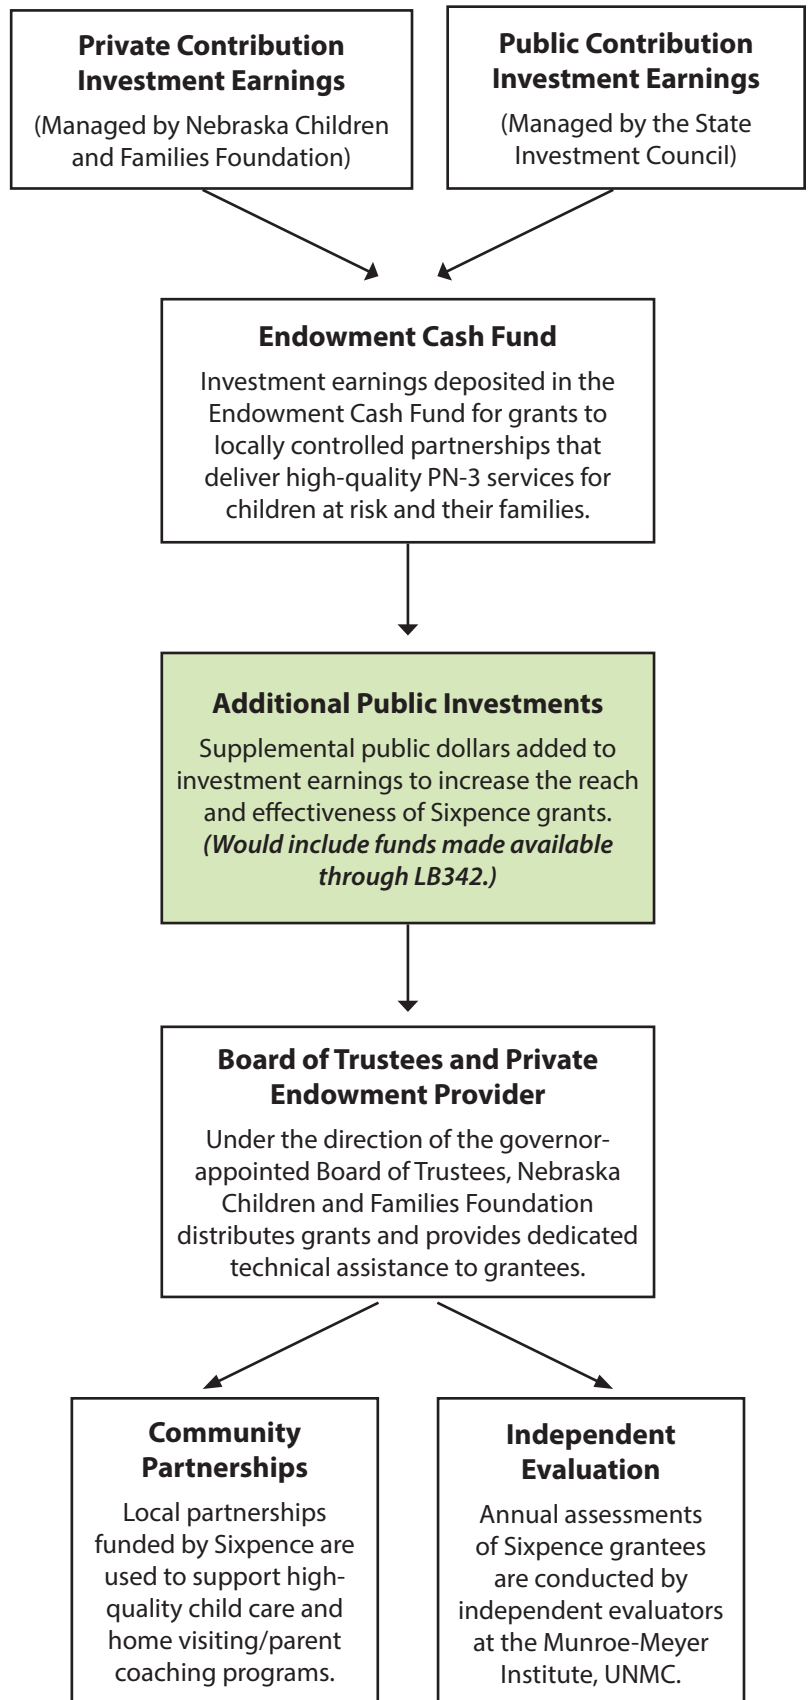 Private Contribution
Investment Earnings
(Managed by Nebraska Children
and Families Foundation)
Public Contribution
Investment Earnings
(Managed by the State
Investment Council)
Endowment Cash Fund
Investment earnings deposited in the
Endowment Cash Fund for grants to
locally controlled partnerships that
deliver high-quality PN-3 services for
children at risk and their families.
Additional Public Investments
Supplemental public dollars added to
investment earnings to increase the reach
and effectiveness of Sixpence grants.
(Would include funds made available
through LB342.)
Board of Trustees and Private
Endowment Provider
Under the direction of the governor-
appointed Board of Trustees, Nebraska
Children and Families Foundation
distributes grants and provides dedicated
technical assistance to grantees.
Community
Partnerships
Local partnerships
funded by Sixpence are
used to support high-
quality child care and
home visiting/parent
coaching programs.
Independent
Evaluation
Annual assessments
of Sixpence grantees
are conducted by
independent evaluators
at the Munroe-Meyer
Institute, UNMC.